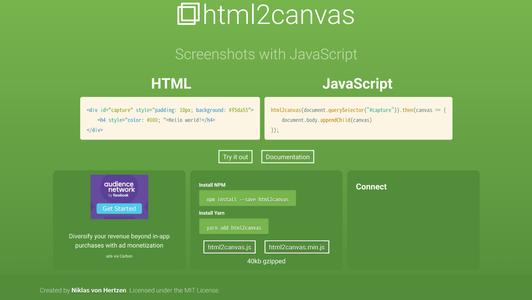 html2canvas
Screenshots with JavaScript
HTML
JavaScript
<div id="capture" style="padding: 10px; background: #f5da55">
<h4 style="color: #000; ">Hello world!</h4>
</div>
html2canvas(document.querySelector("#capture")).then(canvas => {
document.body.appendChild(canvas)
});
Try it out
Documentation
audience
network
by facebook
Get Started
Diversify your revenue beyond in-app
purchases with ad monetization
ads via Carbon
Install NPM
npm install --save html2canvas
Install Yarn
yarn add html2canvas
html2canvas.js
html2canvas.min.js
40kb gzipped
Connect
Created by Niklas von Hertzen. Licensed under the MIT License.